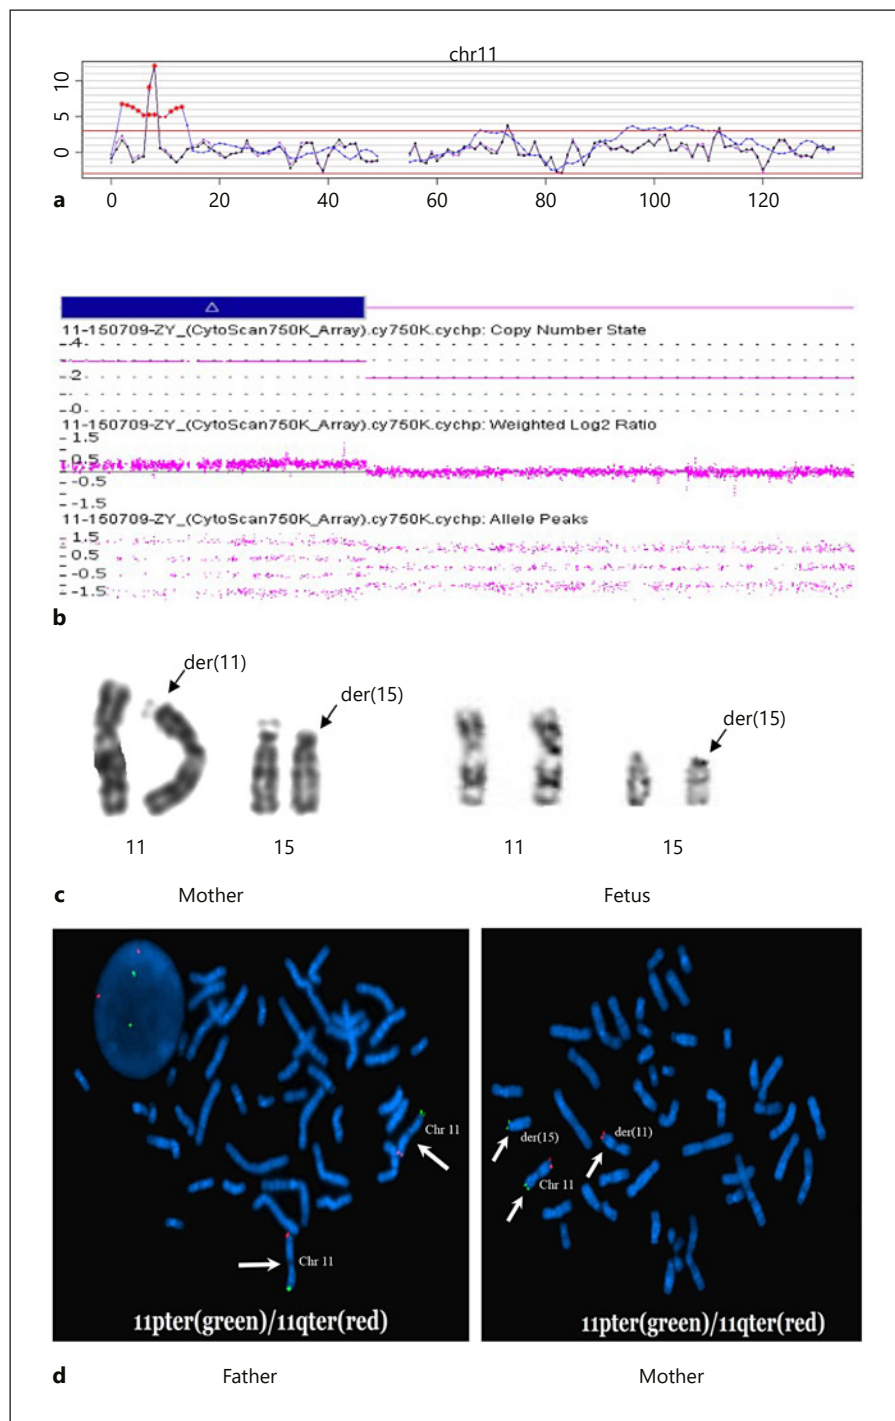 chr11
10
5
0
a
0 20 40 60 80 100 120
11-150709-ZY_(CytoScan750K_Array).cy750K.cychp: Copy Number State
4
2
0
11-150709-ZY_(CytoScan750K_Array).cy750K.cychp: Weighted Log2 Ratio
1.5
0.5
-0.5
-1.5
11-150709-ZY_(CytoScan750K_Array).cy750K.cychp: Allele Peaks
1.5
0.5
-0.5
-1.5
b
der(11)
der(15)
der(15)
11 15 11 15
c Mother Fetus
Chr 11
Chr 11
11pter(green)/11qter(red)
der(15)
der(11)
Chr 11
11pter(green)/11qter(red)
d Father Mother